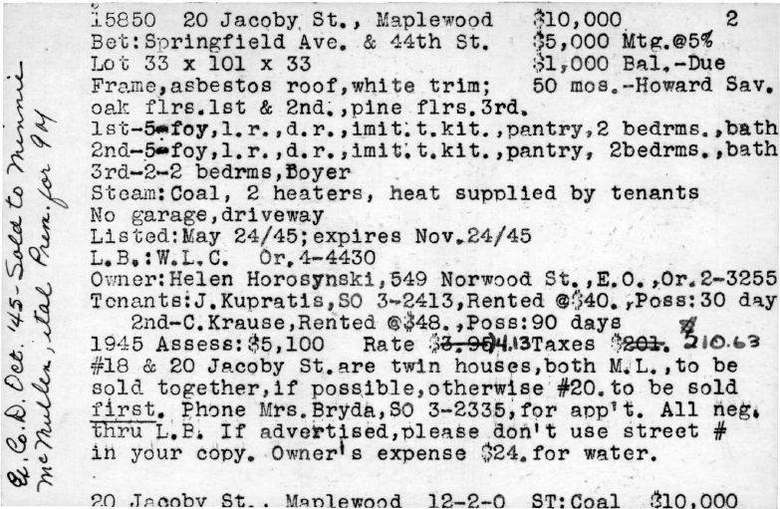 15850 20 Jacoby St., Maplewood $10,000 2
Bet:Springfield Ave. & 44th St. $5,000 Mtg.@5%
Lot 33 x 101 x 33 $1,000 Bal.-Due
Frame,asbestos roof,white trim; 50 mos.-Howard Sav.
oak flrs.1st & 2nd.,pine flrs.3rd.
1st-5-foy,l.r.,d.r.,imit.t.kit.,pantry,2 bedrms.,bath
2nd-5-foy,l.r.,d.r.,imit.t.kit.,pantry, 2bedrms.,bath
3rd-2-2 bedrms,Boyer
Steam:Coal, 2 heaters, heat supplied by tenants
No garage,driveway
Listed:May 24/45;expires Nov.24/45
L.B.:W.L.C. Or.4-4430
Owner:Helen Horosynski,549 Norwood St.,E.O.,Or.2-3255
Tenants:J.Kupratis,SO 3-2413,Rented @$40.,Poss:30 day
2nd-C.Krause,Rented @$48.,Poss:90 days
1945 Assess:$5,100 Rate $3.95 4.13 Taxes $201. 210.63
#18 & 20 Jacoby St.are twin houses,both M.L.,to be
sold together,if possible,otherwise #20.to be sold
first. Phone Mrs.Bryda,SO 3-2335,for app't. All neg.
thru L.B. If advertised,please don't use street #
in your copy. Owner's expense $24.for water.
20 Jacoby St., Maplewood 12-2-0 ST:Coal $10,000
Oct. '45-Sold to Minnie
McMullen, Prem. for 9M